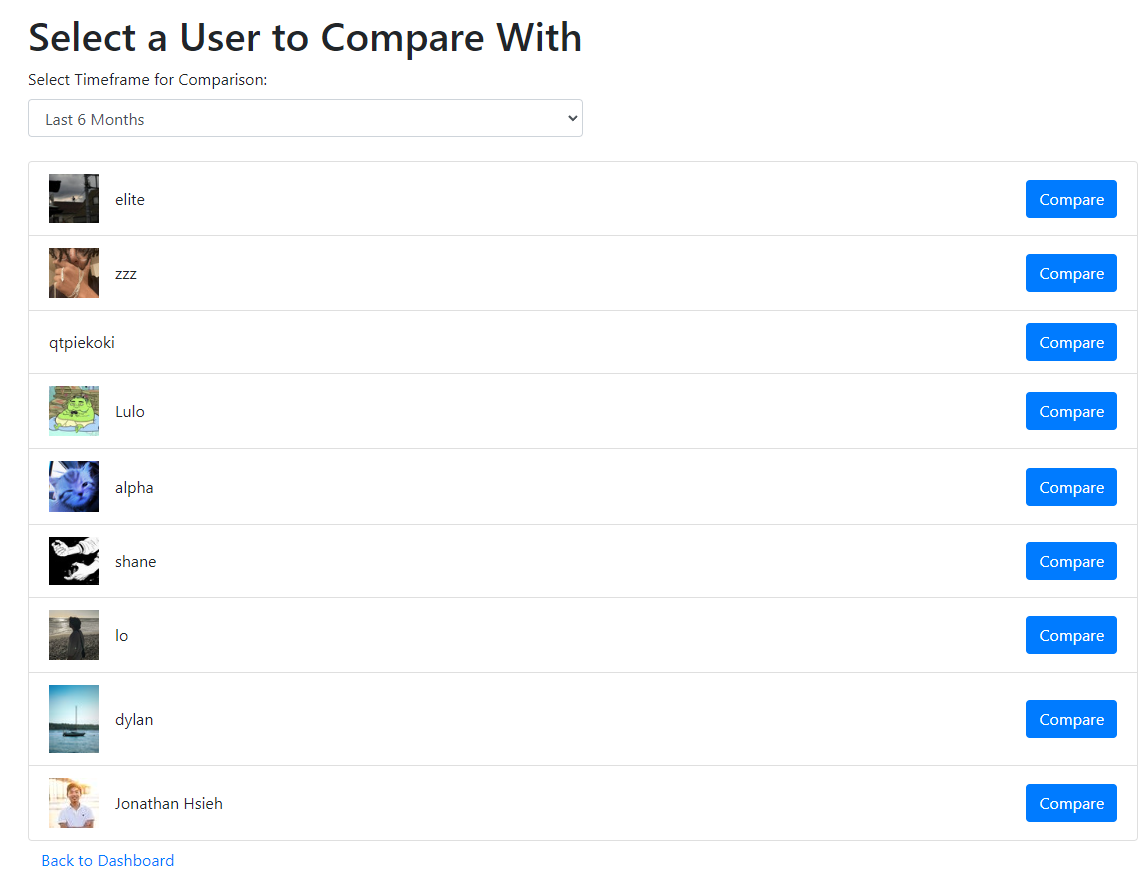 Select a User to Compare With
Select Timeframe for Comparison:
Last 6 Months
elite Compare
zzz Compare
qtpiekoki Compare
Lulo Compare
alpha Compare
shane Compare
lo Compare
dylan Compare
Jonathan Hsieh Compare
Back to Dashboard